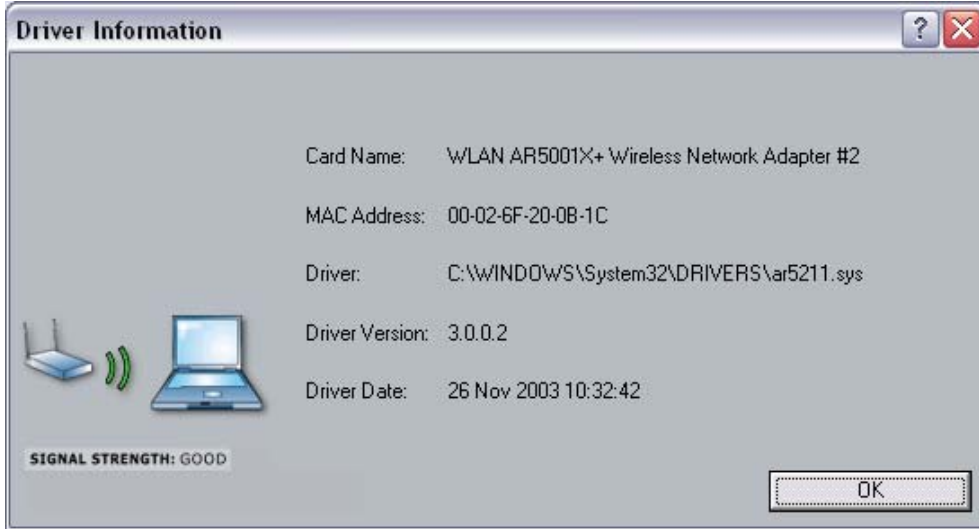 Driver Information
Card Name: WLAN AR5001X+ Wireless Network Adapter #2
MAC Address: 00-02-6F-20-0B-1C
Driver: C:\WINDOWS\System32\DRIVERS\ar5211.sys
Driver Version: 3.0.0.2
Driver Date: 26 Nov 2003 10:32:42
SIGNAL STRENGTH: GOOD
OK